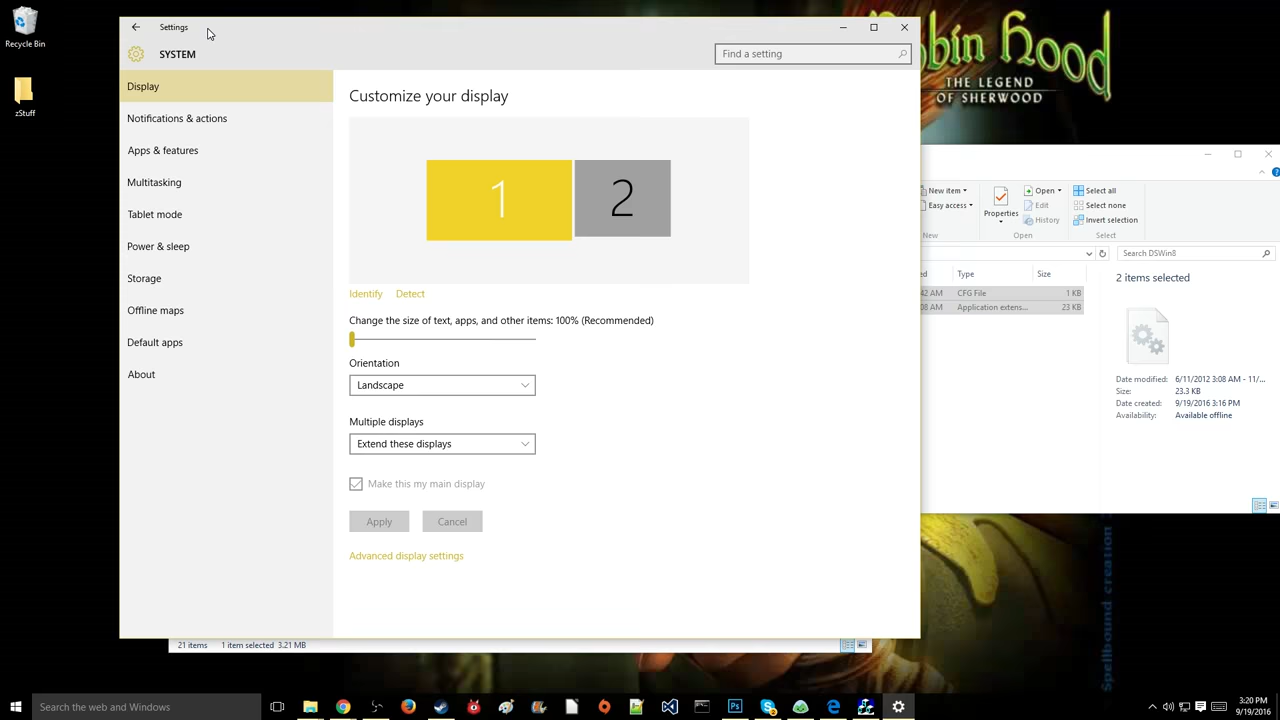 Recycle Bin
zStuff
Settings
SYSTEM
Find a setting
Display
Notifications & actions
Apps & features
Multitasking
Tablet mode
Power & sleep
Storage
Offline maps
Default apps
About
Customize your display
1
2
Identify Detect
Change the size of text, apps, and other items: 100% (Recommended)
Orientation
Landscape
Multiple displays
Extend these displays
Make this my main display
Apply Cancel
Advanced display settings
obin Hood
THE LEGEND
OF SHERWOOD
New item
Easy access
New
Properties
Open
Edit
History
Open
Select all
Select none
Invert selection
Select
Search DSWin8
Type Size
42 AM CFG File 1 KB
08 AM Application extens... 23 KB
2 items selected
Date modified: 6/11/2012 3:08 AM - 11/...
Size: 23.3 KB
Date created: 9/19/2016 3:16 PM
Availability: Available offline
Spellbound creation
21 items 1 item selected 3.21 MB
Search the web and Windows
3:20 PM
9/19/2016